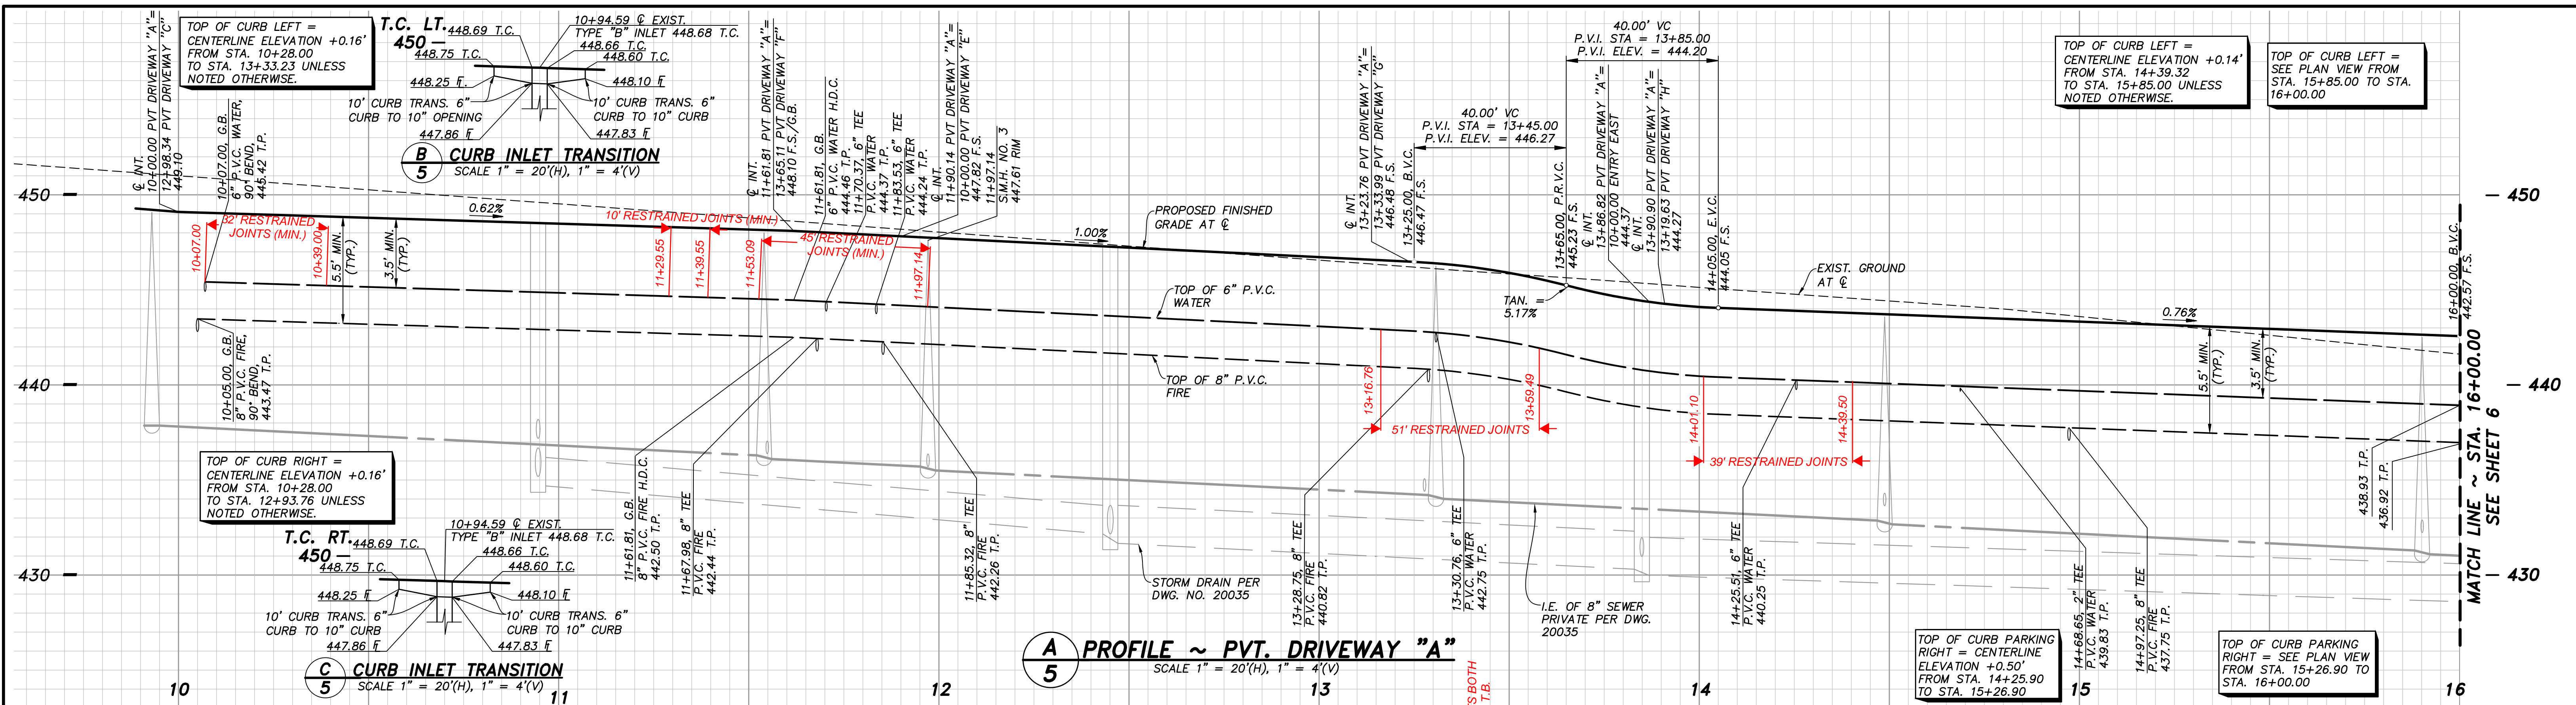 TOP OF CURB LEFT =
CENTERLINE ELEVATION +0.16'
FROM STA. 10+28.00
TO STA. 13+33.23 UNLESS
NOTED OTHERWISE.
T.C. LT.
450
448.69 T.C.
10+94.59 ℄ EXIST.
TYPE "B" INLET 448.68 T.C.
448.66 T.C.
448.75 T.C.
448.60 T.C.
448.25
448.10
10' CURB TRANS. 6"
CURB TO 10" OPENING
10' CURB TRANS. 6"
CURB TO 10" CURB
447.86
447.83
B
5
CURB INLET TRANSITION
SCALE 1" = 20'(H), 1" = 4'(V)
℄ INT.
10+00.00 PVT DRIVEWAY "A"=
12+98.34 PVT DRIVEWAY "C"
449.10
10+07.00, G.B.
6" P.V.C. WATER,
90° BEND,
445.42 T.P.
℄ INT.
11+61.81 PVT DRIVEWAY "A"=
13+65.11 PVT DRIVEWAY "F"
448.10 F.S./G.B.
11+61.81, G.B.
6" P.V.C. WATER H.D.C.
444.46 T.P.
11+70.37, 6" TEE
P.V.C. WATER
444.37 T.P.
11+83.53, 6" TEE
P.V.C. WATER
444.24 T.P.
℄ INT.
11+90.14 PVT DRIVEWAY "A"=
10+00.00 PVT DRIVEWAY "E"
447.82 F.S.
11+97.14
S.M.H. NO. 3
447.61 RIM
℄ INT.
13+23.76 PVT DRIVEWAY "A"=
13+33.99 PVT DRIVEWAY "G"
446.48 F.S.
13+25.00, B.V.C.
446.47 F.S.
40.00' VC
P.V.I. STA = 13+45.00
P.V.I. ELEV. = 446.27
40.00' VC
P.V.I. STA = 13+85.00
P.V.I. ELEV. = 444.20
13+65.00, P.R.V.C.
445.23 F.S.
℄ INT.
13+86.82 PVT DRIVEWAY "A"=
10+00.00 ENTRY EAST
444.37
℄ INT.
13+90.90 PVT DRIVEWAY "A"=
13+19.63 PVT DRIVEWAY "H"
444.27
14+05.00, E.V.C.
444.05 F.S.
TOP OF CURB LEFT =
CENTERLINE ELEVATION +0.14'
FROM STA. 14+39.32
TO STA. 15+85.00 UNLESS
NOTED OTHERWISE.
TOP OF CURB LEFT =
SEE PLAN VIEW FROM
STA. 15+85.00 TO STA.
16+00.00
16+00.00, B.V.C.
442.57 F.S.
450
450
0.62%
1.00%
0.76%
PROPOSED FINISHED
GRADE AT ℄
EXIST. GROUND
AT ℄
TAN. =
5.17%
10+07.00
32' RESTRAINED
JOINTS (MIN.)
10+39.00
5.5' MIN.
(TYP.)
3.5' MIN.
(TYP.)
10' RESTRAINED JOINTS (MIN.)
11+29.55
11+39.55
11+53.09
45' RESTRAINED
JOINTS (MIN.)
11+97.14
TOP OF 6" P.V.C.
WATER
TOP OF 8" P.V.C.
FIRE
13+16.76
51' RESTRAINED JOINTS
13+59.49
14+01.10
39' RESTRAINED JOINTS
14+39.50
5.5' MIN.
(TYP.)
3.5' MIN.
(TYP.)
440
440
10+05.00, G.B.
8" P.V.C. FIRE,
90° BEND,
443.47 T.P.
TOP OF CURB RIGHT =
CENTERLINE ELEVATION +0.16'
FROM STA. 10+28.00
TO STA. 12+93.76 UNLESS
NOTED OTHERWISE.
T.C. RT.
450
448.69 T.C.
10+94.59 ℄ EXIST.
TYPE "B" INLET 448.68 T.C.
448.66 T.C.
448.75 T.C.
448.60 T.C.
448.25
448.10
10' CURB TRANS. 6"
CURB TO 10" CURB
10' CURB TRANS. 6"
CURB TO 10" CURB
447.86
447.83
C
5
CURB INLET TRANSITION
SCALE 1" = 20'(H), 1" = 4'(V)
11+61.81, G.B.
8" P.V.C. FIRE H.D.C.
442.50 T.P.
11+67.98, 8" TEE
P.V.C. FIRE
442.44 T.P.
11+85.32, 8" TEE
P.V.C. FIRE
442.26 T.P.
STORM DRAIN PER
DWG. NO. 20035
13+28.75, 8" TEE
P.V.C. FIRE
440.82 T.P.
13+30.76, 6" TEE
P.V.C. WATER
442.75 T.P.
I.E. OF 8" SEWER
PRIVATE PER DWG.
20035
14+25.51, 6" TEE
P.V.C. WATER
440.25 T.P.
14+68.65, 2" TEE
P.V.C. WATER
439.83 T.P.
14+97.25, 8" TEE
P.V.C. FIRE
437.75 T.P.
438.93 T.P.
436.92 T.P.
MATCH LINE ~ STA. 16+00.00
SEE SHEET 6
430
430
TOP OF CURB PARKING
RIGHT = CENTERLINE
ELEVATION +0.50'
FROM STA. 14+25.90
TO STA. 15+26.90
TOP OF CURB PARKING
RIGHT = SEE PLAN VIEW
FROM STA. 15+26.90 TO
STA. 16+00.00
A
5
PROFILE ~ PVT. DRIVEWAY "A"
SCALE 1" = 20'(H), 1" = 4'(V)
BOTH
T.B.
10
11
12
13
14
15
16